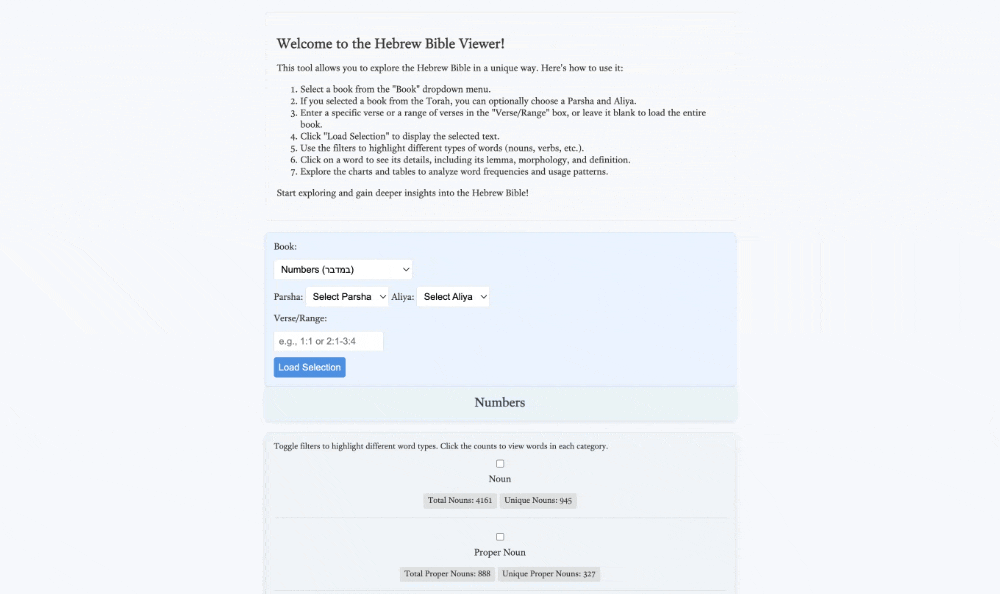 Welcome to the Hebrew Bible Viewer!
This tool allows you to explore the Hebrew Bible in a unique way. Here's how to use it:
1. Select a book from the "Book" dropdown menu.
2. If you selected a book from the Torah, you can optionally choose a Parsha and Aliya.
3. Enter a specific verse or a range of verses in the "Verse/Range" box, or leave it blank to load the entire
book.
4. Click "Load Selection" to display the selected text.
5. Use the filters to highlight different types of words (nouns, verbs, etc.).
6. Click on a word to see its details, including its lemma, morphology, and definition.
7. Explore the charts and tables to analyze word frequencies and usage patterns.
Start exploring and gain deeper insights into the Hebrew Bible!
Book:
Numbers (במדבר)
Parsha: Select Parsha Aliya: Select Aliya
Verse/Range:
e.g., 1:1 or 2:1-3:4
Load Selection
Numbers
Toggle filters to highlight different word types. Click the counts to view words in each category.
Noun
Total Nouns: 4161 Unique Nouns: 945
Proper Noun
Total Proper Nouns: 888 Unique Proper Nouns: 327